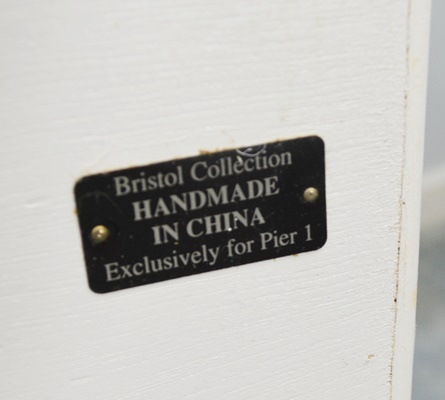 Bristol Collection
HANDMADE
IN CHINA
Exclusively for Pier 1